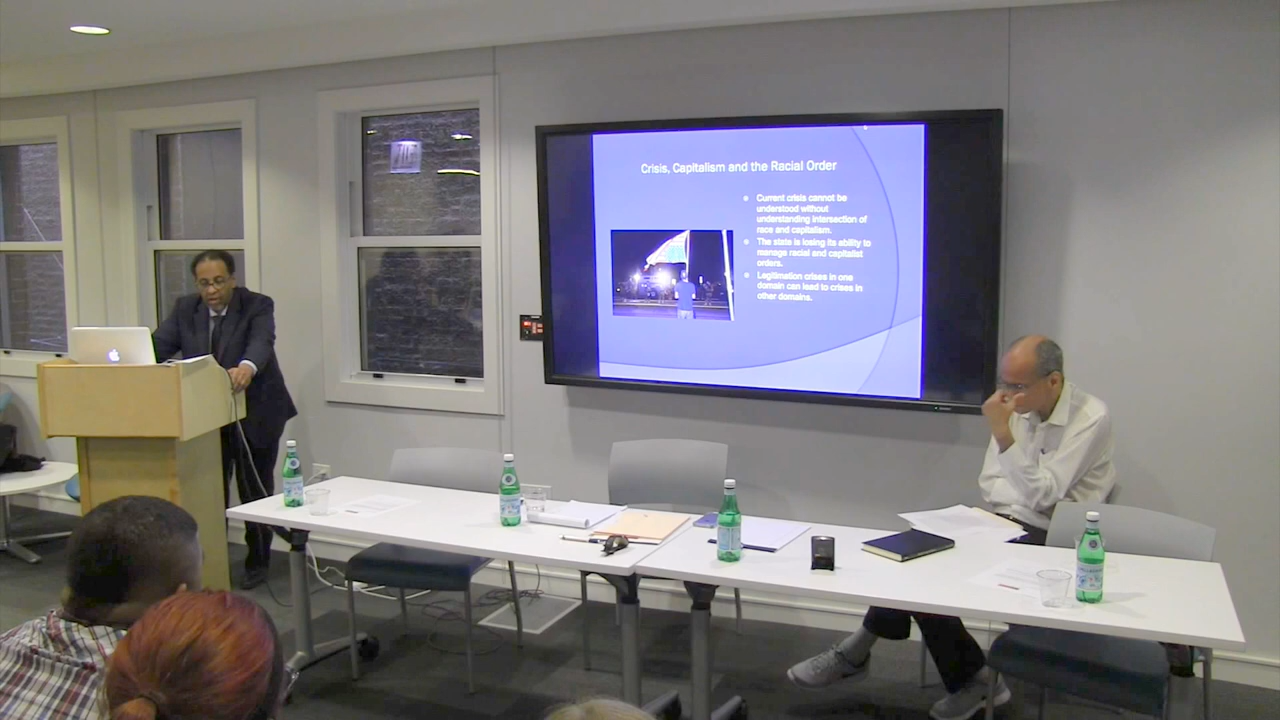 Crisis, Capitalism and the Racial Order
Current crisis cannot be
understood without
understanding intersection of
race and capitalism.
The state is losing its ability to
manage racial and capitalist
orders.
Legitimation crises in one
domain can lead to crises in
other domains.